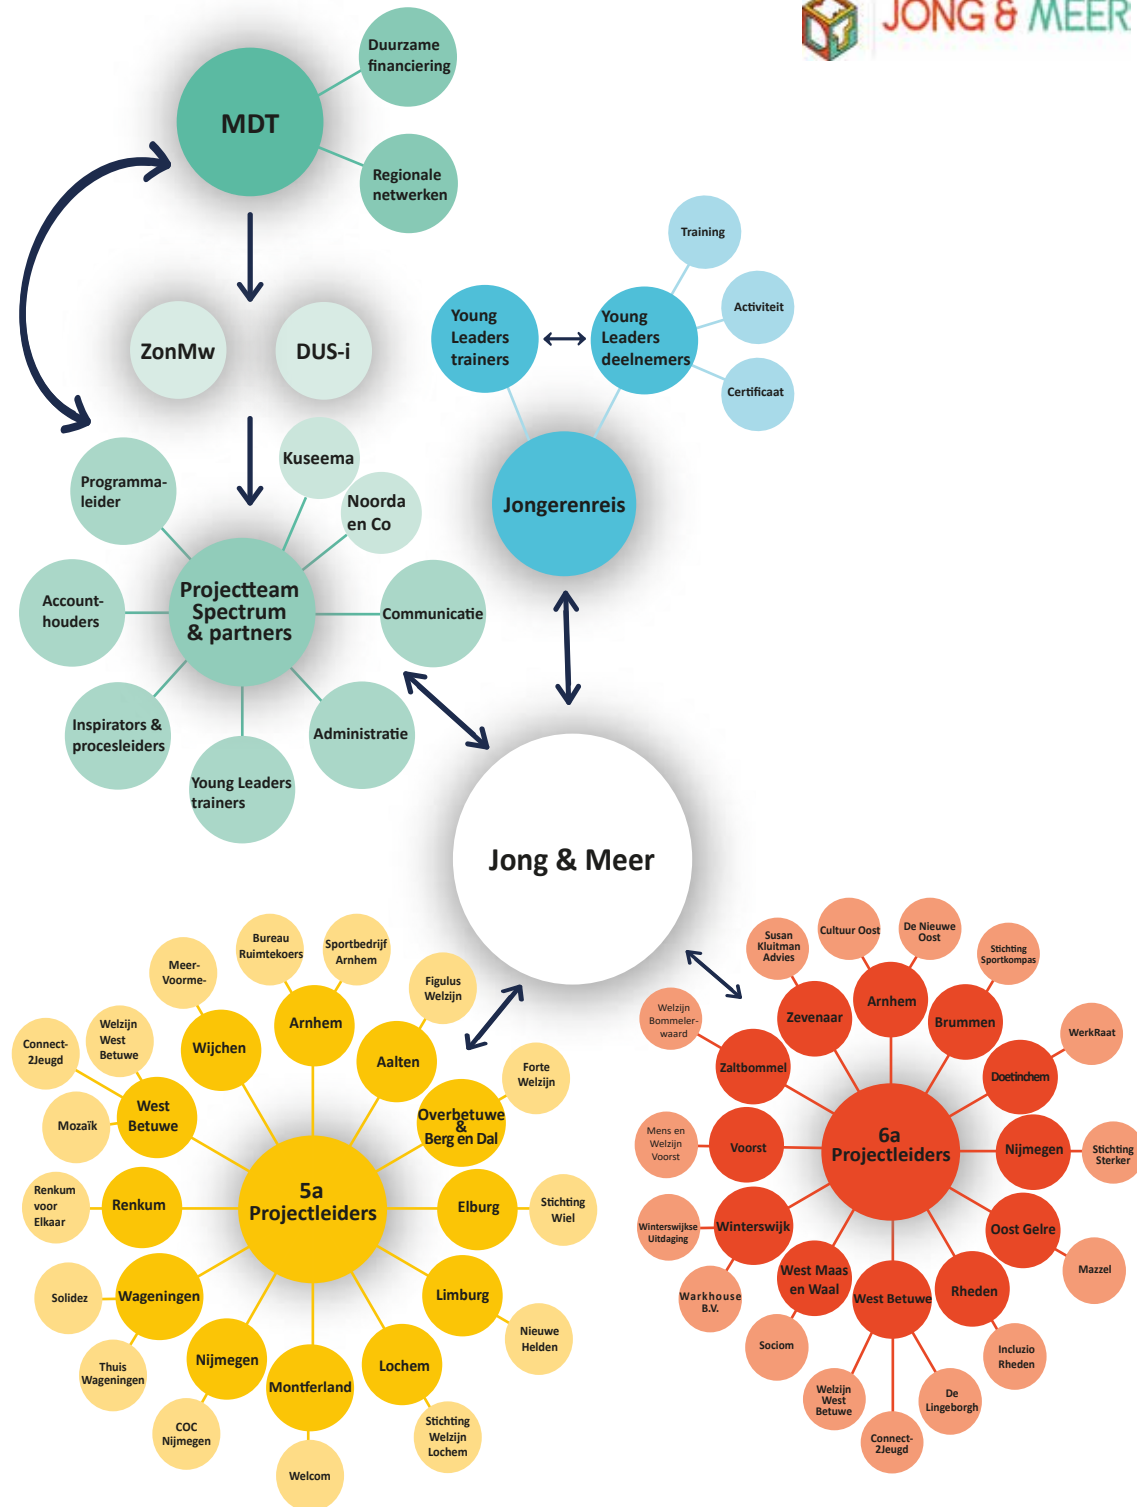 JONG & MEER
Duurzame
financiering
MDT
Regionale
netwerken
Training
Young
Leaders
trainers
Young
Leaders
deelnemers
Activiteit
ZonMw
DUS-i
Certificaat
Kuseema
Programma-
leider
Noorda
en Co
Jongerenreis
Projectteam
Spectrum
& partners
Account-
houders
Communicatie
Inspirators &
procesleiders
Administratie
Young Leaders
trainers
Jong & Meer
Bureau
Ruimtekoers
Sportbedrijf
Arnhem
Meer-
Voorme-
Figulus
Welzijn
Arnhem
Wijchen
Aalten
Welzijn
West
Betuwe
Connect-
2Jeugd
Forte
Welzijn
Mozaïk
West
Betuwe
Overbetuwe
&
Berg en Dal
5a
Projectleiders
Renkum
voor
Elkaar
Renkum
Elburg
Stichting
Wiel
Solidez
Wageningen
Limburg
Nieuwe
Helden
Thuis
Wageningen
Nijmegen
Lochem
Montferland
COC
Nijmegen
Stichting
Welzijn
Lochem
Welcom
Susan
Kluitman
Advies
Cultuur Oost
De Nieuwe
Oost
Stichting
Sportkompas
Welzijn
Bommeler-
waard
Zevenaar
Arnhem
Brummen
WerkRaat
Zaltbommel
Doetinchem
Mens en
Welzijn
Voorst
Voorst
6a
Projectleiders
Nijmegen
Stichting
Sterker
Winterswijkse
Uitdaging
Winterswijk
Oost Gelre
Mazzel
Warkhouse
B.V.
West Maas
en Waal
West Betuwe
Rheden
Sociom
Incluzio
Rheden
Welzijn
West
Betuwe
De
Lingeborgh
Connect-
2Jeugd